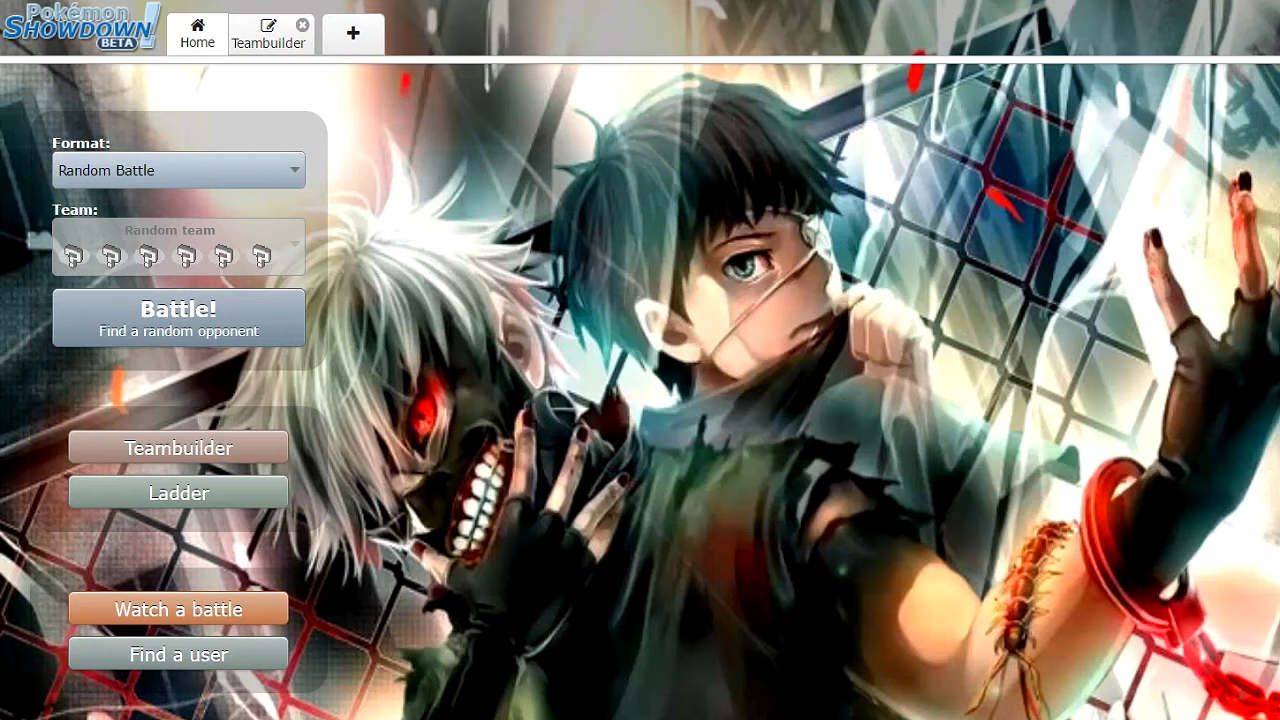 Pokémon
SHOWDOWN!
BETA
Home
Teambuilder
+
Format:
Random Battle
Team:
Random team
? ? ? ? ? ?
Battle!
Find a random opponent
Teambuilder
Ladder
Watch a battle
Find a user